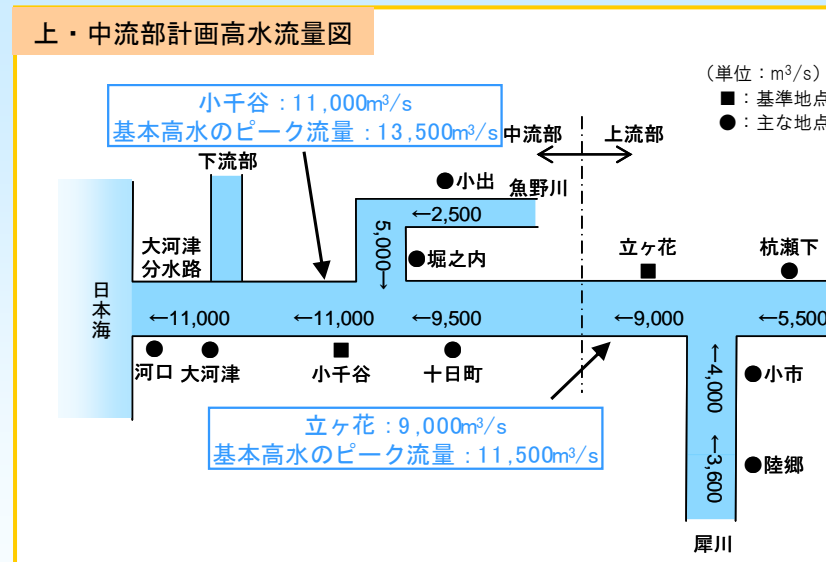 上・中流部計画高水流量図
(単位：m³/s)
■：基準地点
●：主な地点
小千谷：11,000m³/s
基本高水のピーク流量：13,500m³/s
中流部
上流部
下流部
●小出
魚野川
←2,500
5,000→
●堀之内
立ヶ花
杭瀬下
大河津
分水路
日本海
←11,000
←11,000
←9,500
←9,000
←5,500
河口
大河津
小千谷
十日町
←4,000
●小市
立ヶ花：9,000m³/s
基本高水のピーク流量：11,500m³/s
←3,600
●陸郷
犀川